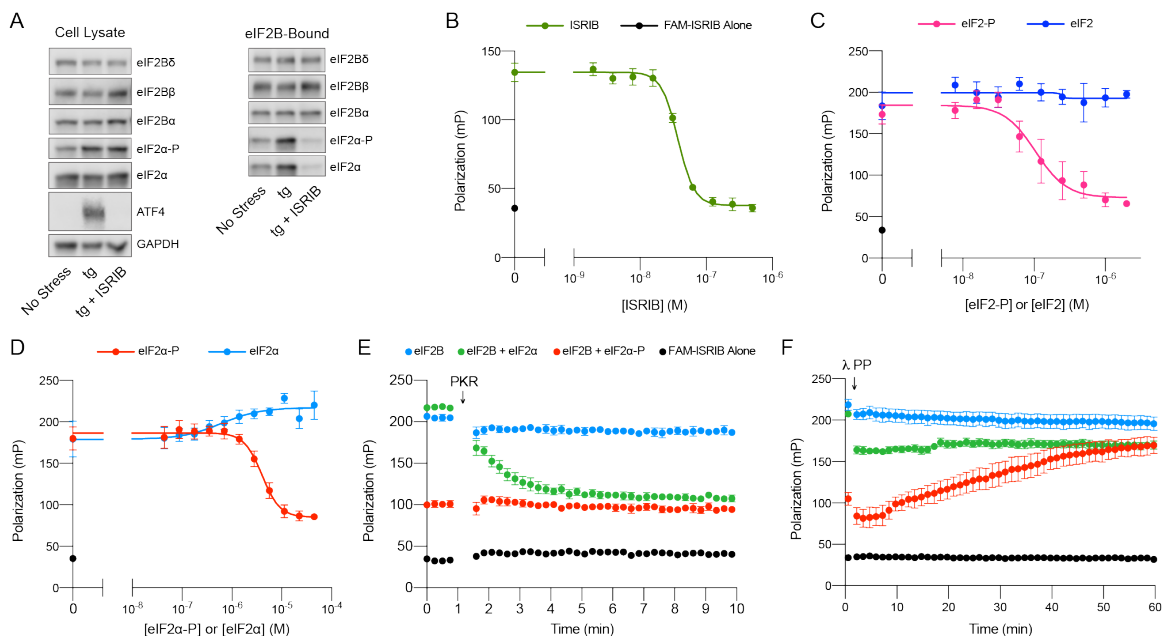 A
Cell Lysate
eIF2Bδ
eIF2Bβ
eIF2Bα
eIF2α-P
eIF2α
ATF4
GAPDH
No Stress
tg
tg + ISRIB
eIF2B-Bound
eIF2Bδ
eIF2Bβ
eIF2Bα
eIF2α-P
eIF2α
No Stress
tg
tg + ISRIB
B
ISRIB FAM-ISRIB Alone
Polarization (mP)
150
100
50
0
0 10-9 10-8 10-7 10-6 10-5
[ISRIB] (M)
C
eIF2-P eIF2
Polarization (mP)
250
200
150
100
50
0
0 10-8 10-7 10-6
[eIF2-P] or [eIF2] (M)
D
eIF2α-P eIF2α
Polarization (mP)
250
200
150
100
50
0
0 10-8 10-7 10-6 10-5 10-4
[eIF2α-P] or [eIF2α] (M)
E
eIF2B eIF2B + eIF2α eIF2B + eIF2α-P FAM-ISRIB Alone
PKR
Polarization (mP)
250
200
150
100
50
0
0 1 2 3 4 5 6 7 8 9 10
Time (min)
F
λ PP
Polarization (mP)
250
200
150
100
50
0
0 10 20 30 40 50 60
Time (min)